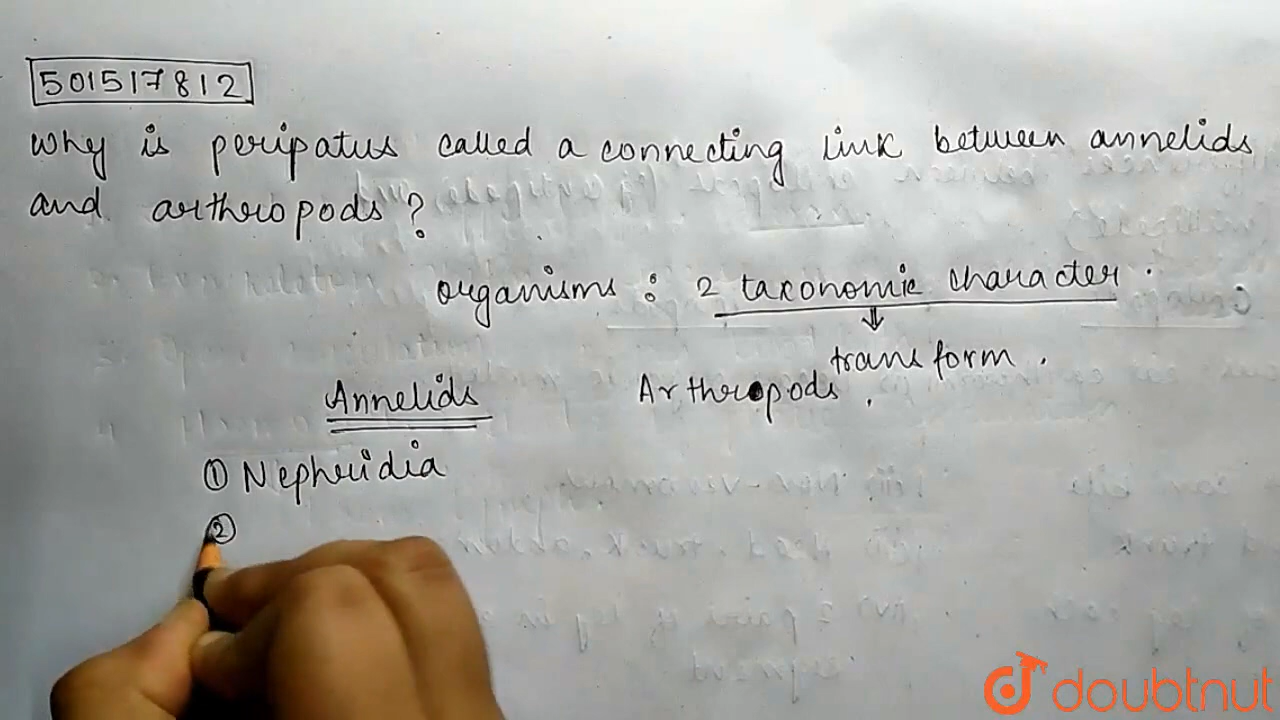 501517812
Why is peripatus called a connecting link between annelids
and arthropods?
organisms : 2 taxonomic character.
⇓
transform.
Annelids
Arthropods.
① Nephridia
②
doubtnut